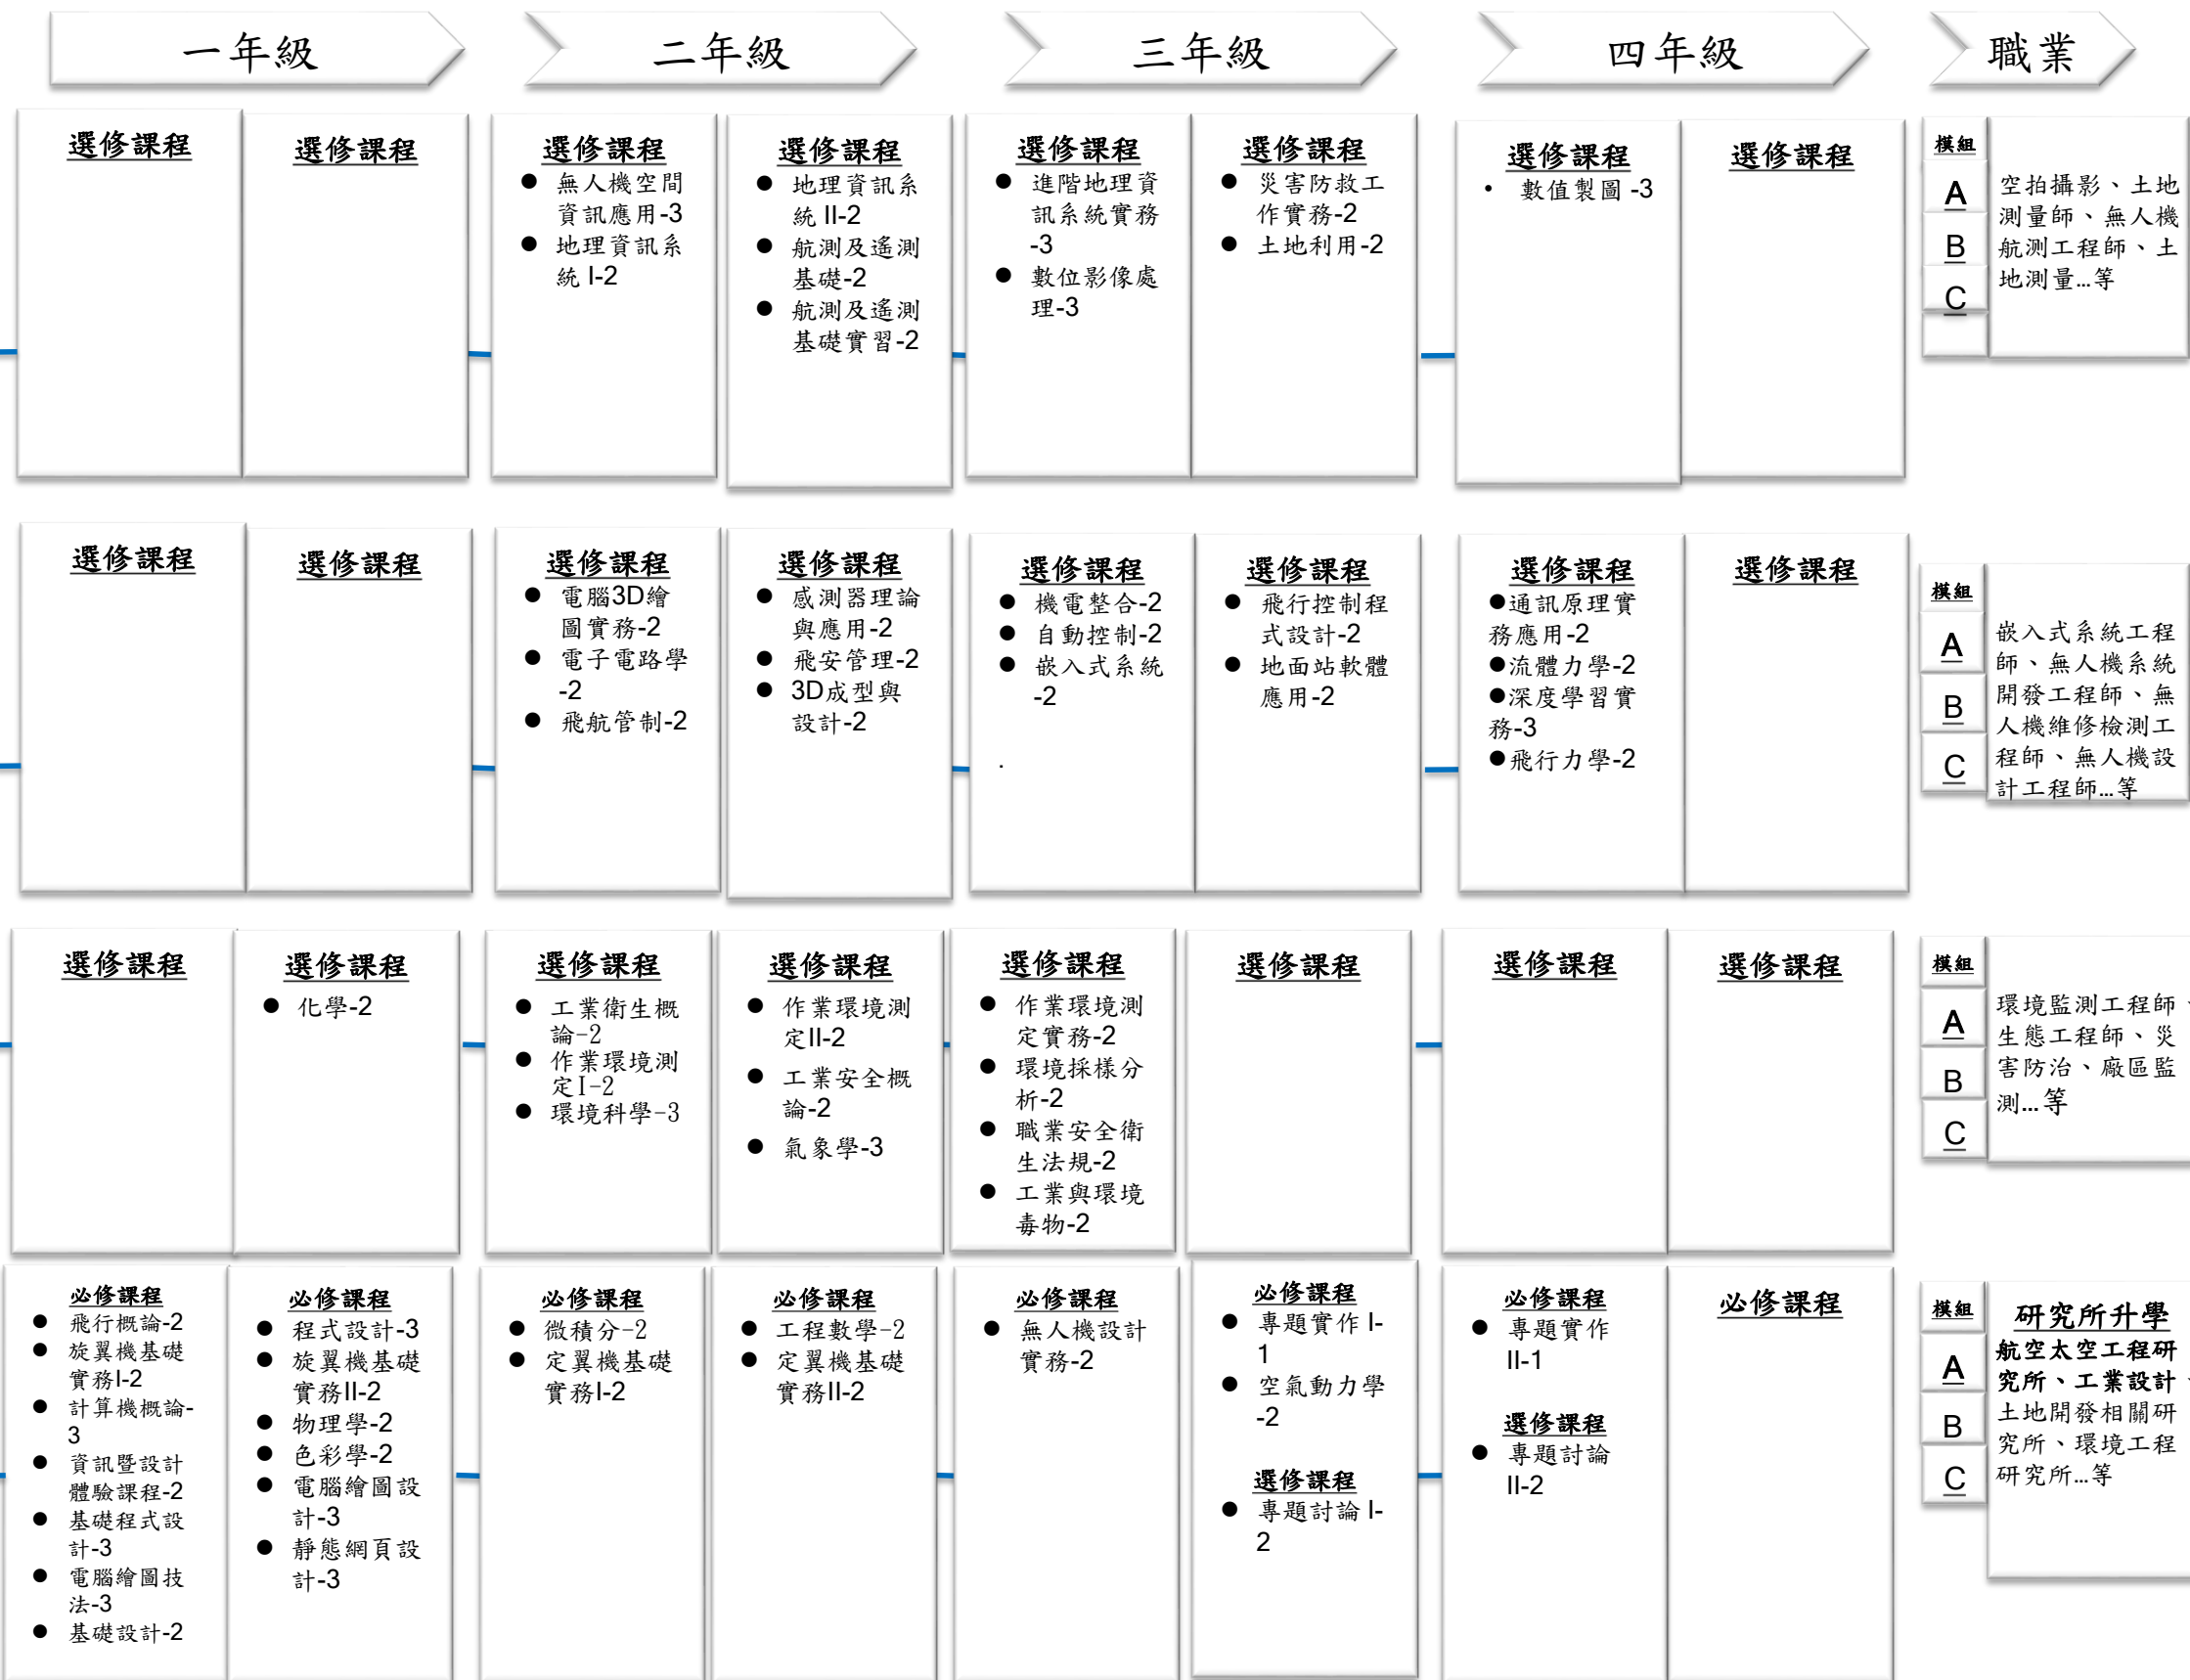 一年級
二年級
三年級
四年級
職業
選修課程
選修課程
選修課程
● 無人機空間
資訊應用-3
● 地理資訊系
統 I-2
選修課程
● 地理資訊系
統 II-2
● 航測及遙測
基礎-2
● 航測及遙測
基礎實習-2
選修課程
● 進階地理資
訊系統實務
-3
● 數位影像處
理-3
選修課程
● 災害防救工
作實務-2
● 土地利用-2
選修課程
• 數值製圖 -3
選修課程
模組
A
B
C
空拍攝影、土地
測量師、無人機
航測工程師、土
地測量...等
選修課程
選修課程
選修課程
● 電腦3D繪
圖實務-2
● 電子電路學
-2
● 飛航管制-2
選修課程
● 感測器理論
與應用-2
● 飛安管理-2
● 3D成型與
設計-2
選修課程
● 機電整合-2
● 自動控制-2
● 嵌入式系統
-2
.
選修課程
● 飛行控制程
式設計-2
● 地面站軟體
應用-2
選修課程
●通訊原理實
務應用-2
●流體力學-2
●深度學習實
務-3
●飛行力學-2
選修課程
模組
A
B
C
嵌入式系統工程
師、無人機系統
開發工程師、無
人機維修檢測工
程師、無人機設
計工程師...等
選修課程
選修課程
● 化學-2
選修課程
● 工業衛生概
論-2
● 作業環境測
定I-2
● 環境科學-3
選修課程
● 作業環境測
定II-2
● 工業安全概
論-2
● 氣象學-3
選修課程
● 作業環境測
定實務-2
● 環境採樣分
析-2
● 職業安全衛
生法規-2
● 工業與環境
毒物-2
選修課程
選修課程
選修課程
模組
A
B
C
環境監測工程師、
生態工程師、災
害防治、廠區監
測...等
必修課程
● 飛行概論-2
● 旋翼機基礎
實務I-2
● 計算機概論-
3
● 資訊暨設計
體驗課程-2
● 基礎程式設
計-3
● 電腦繪圖技
法-3
● 基礎設計-2
必修課程
● 程式設計-3
● 旋翼機基礎
實務II-2
● 物理學-2
● 色彩學-2
● 電腦繪圖設
計-3
● 靜態網頁設
計-3
必修課程
● 微積分-2
● 定翼機基礎
實務I-2
必修課程
● 工程數學-2
● 定翼機基礎
實務II-2
必修課程
● 無人機設計
實務-2
必修課程
● 專題實作 I-
1
● 空氣動力學
-2
選修課程
● 專題討論 I-
2
必修課程
● 專題實作
II-1
選修課程
● 專題討論
II-2
必修課程
模組
A
B
C
研究所升學
航空太空工程研
究所、工業設計、
土地開發相關研
究所、環境工程
研究所...等